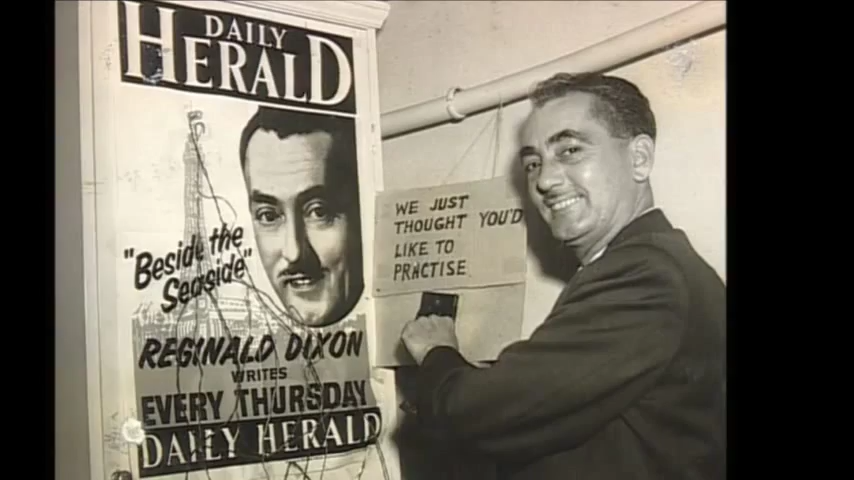 DAILY
HERALD
"Beside the
Seaside"
REGINALD DIXON
WRITES
EVERY THURSDAY
DAILY HERALD
WE JUST
THOUGHT YOU'D
LIKE TO
PRACTISE